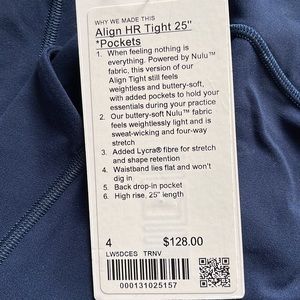 WHY WE MADE THIS
Align HR Tight 25"
*Pockets
1. When feeling nothing is
everything. Powered by Nulu™
fabric, this version of our
Align Tight still feels
weightless and buttery-soft,
with added pockets to hold your
essentials during your practice
2. Our buttery-soft Nulu™ fabric
feels weightlessly light and is
sweat-wicking and four-way
stretch
3. Added Lycra® fibre for stretch
and shape retention
4. Waistband lies flat and won't
dig in
5. Back drop-in pocket
6. High rise, 25" length
4 $128.00
LW5DCES TRNV
000131025157